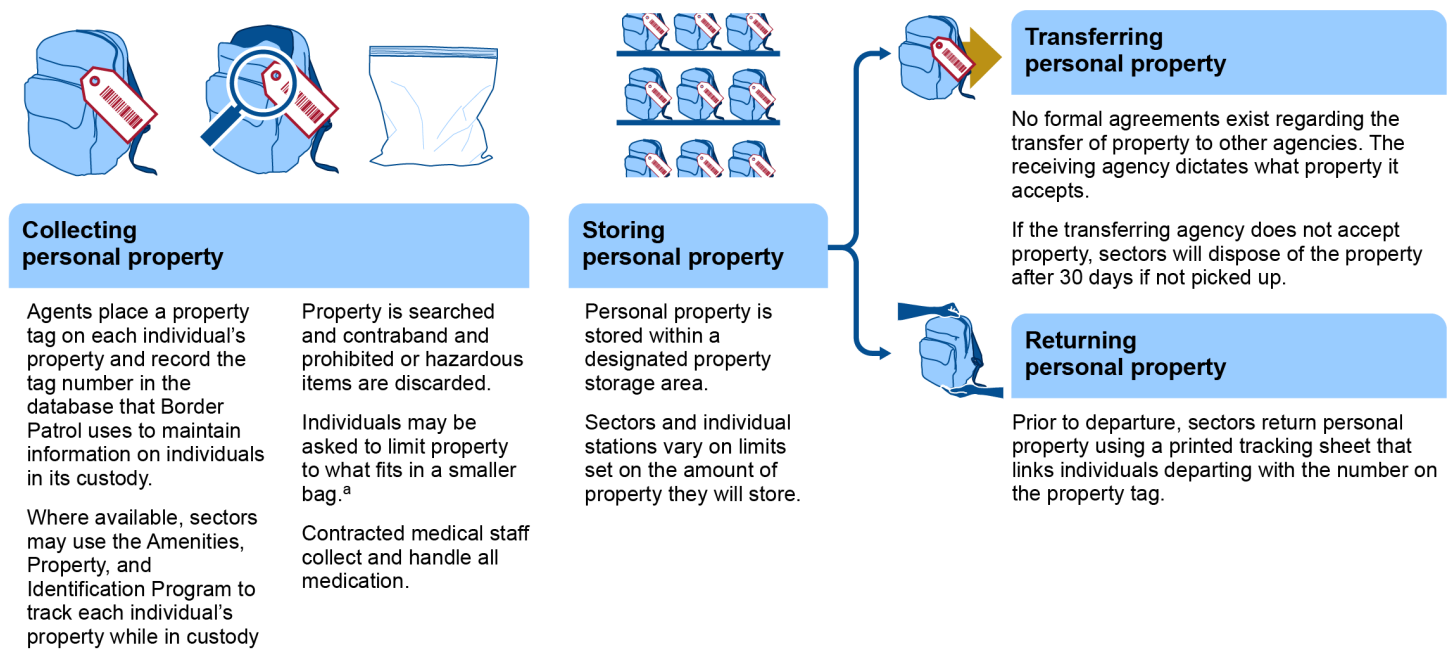 Collecting
personal property
Agents place a property
tag on each individual's
property and record the
tag number in the
database that Border
Patrol uses to maintain
information on individuals
in its custody.
Where available, sectors
may use the Amenities,
Property, and
Identification Program to
track each individual's
property while in custody
Property is searched
and contraband and
prohibited or hazardous
items are discarded.
Individuals may be
asked to limit property
to what fits in a smaller
bag.ª
Contracted medical staff
collect and handle all
medication.
Storing
personal property
Personal property is
stored within a
designated property
storage area.
Sectors and individual
stations vary on limits
set on the amount of
property they will store.
Transferring
personal property
No formal agreements exist regarding the
transfer of property to other agencies. The
receiving agency dictates what property it
accepts.
If the transferring agency does not accept
property, sectors will dispose of the property
after 30 days if not picked up.
Returning
personal property
Prior to departure, sectors return personal
property using a printed tracking sheet that
links individuals departing with the number on
the property tag.